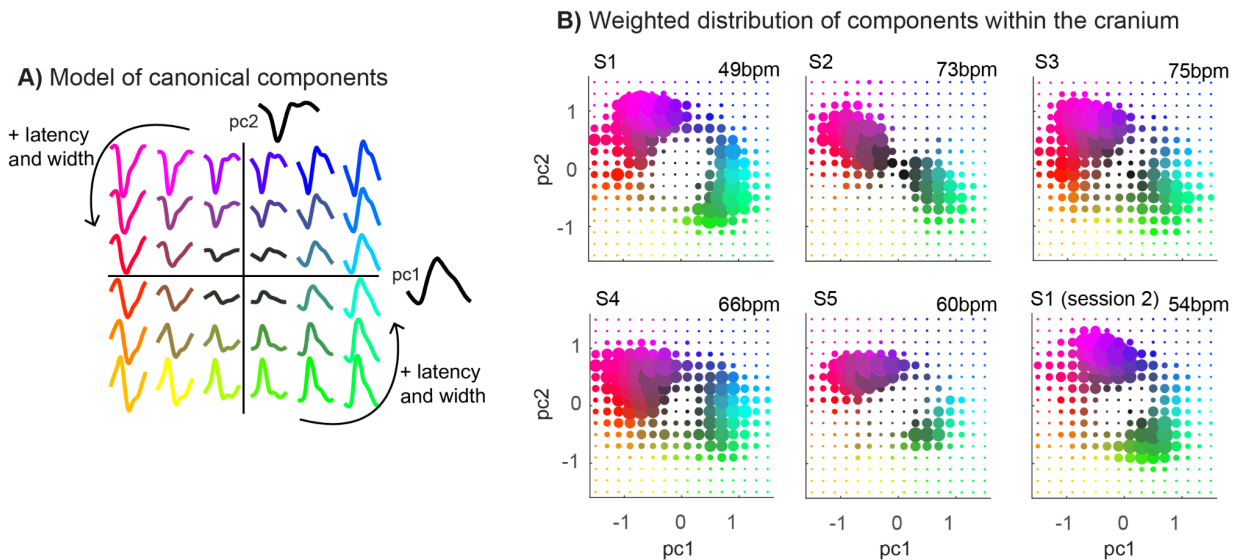 A) Model of canonical components
+ latency
and width
pc2
pc1
+ latency
and width
B) Weighted distribution of components within the cranium
S1 49bpm
S2 73bpm
S3 75bpm
pc2
1
0
-1
S4 66bpm
S5 60bpm
S1 (session 2) 54bpm
pc2
1
0
-1
-1 0 1
-1 0 1
-1 0 1
pc1
pc1
pc1